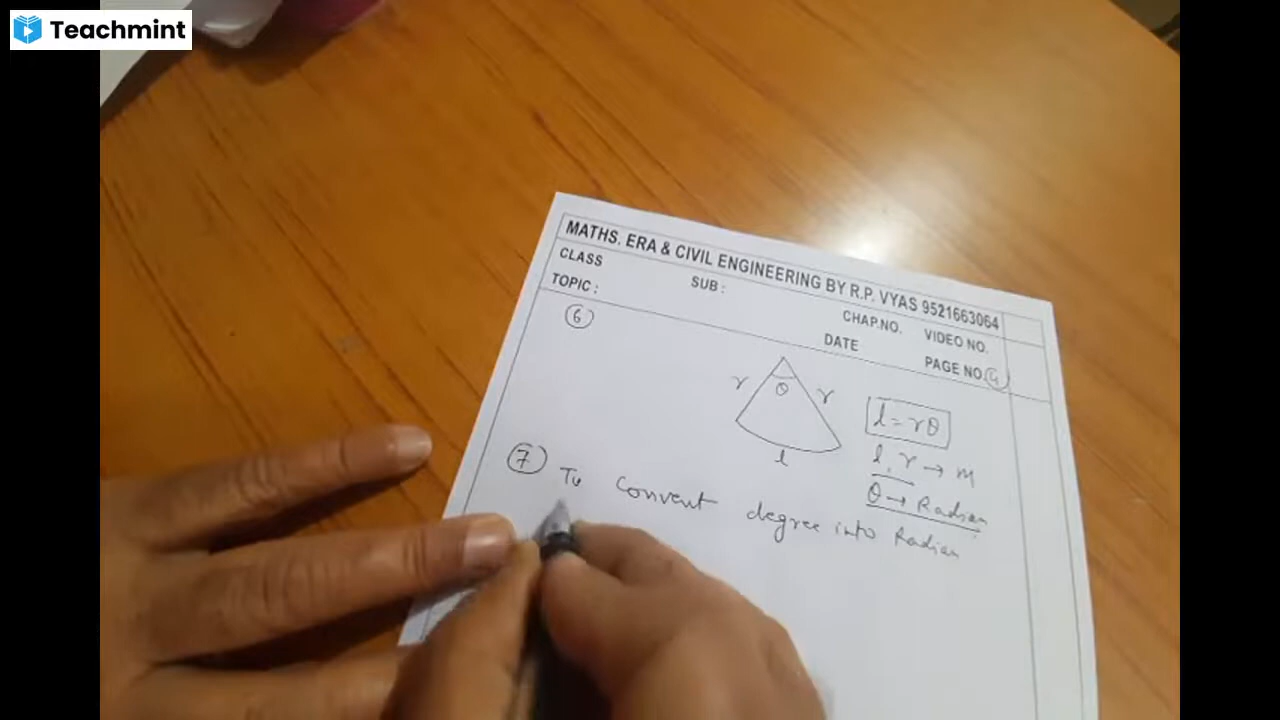 Teachmint
MATHS. ERA & CIVIL ENGINEERING BY R.P. VYAS 9521663064
CLASS SUB : CHAP.NO. VIDEO NO.
TOPIC : DATE PAGE NO. 4
6
θ
r r
l
l = rθ
l, r → m
θ → Radian
7 To convert degree into Radian